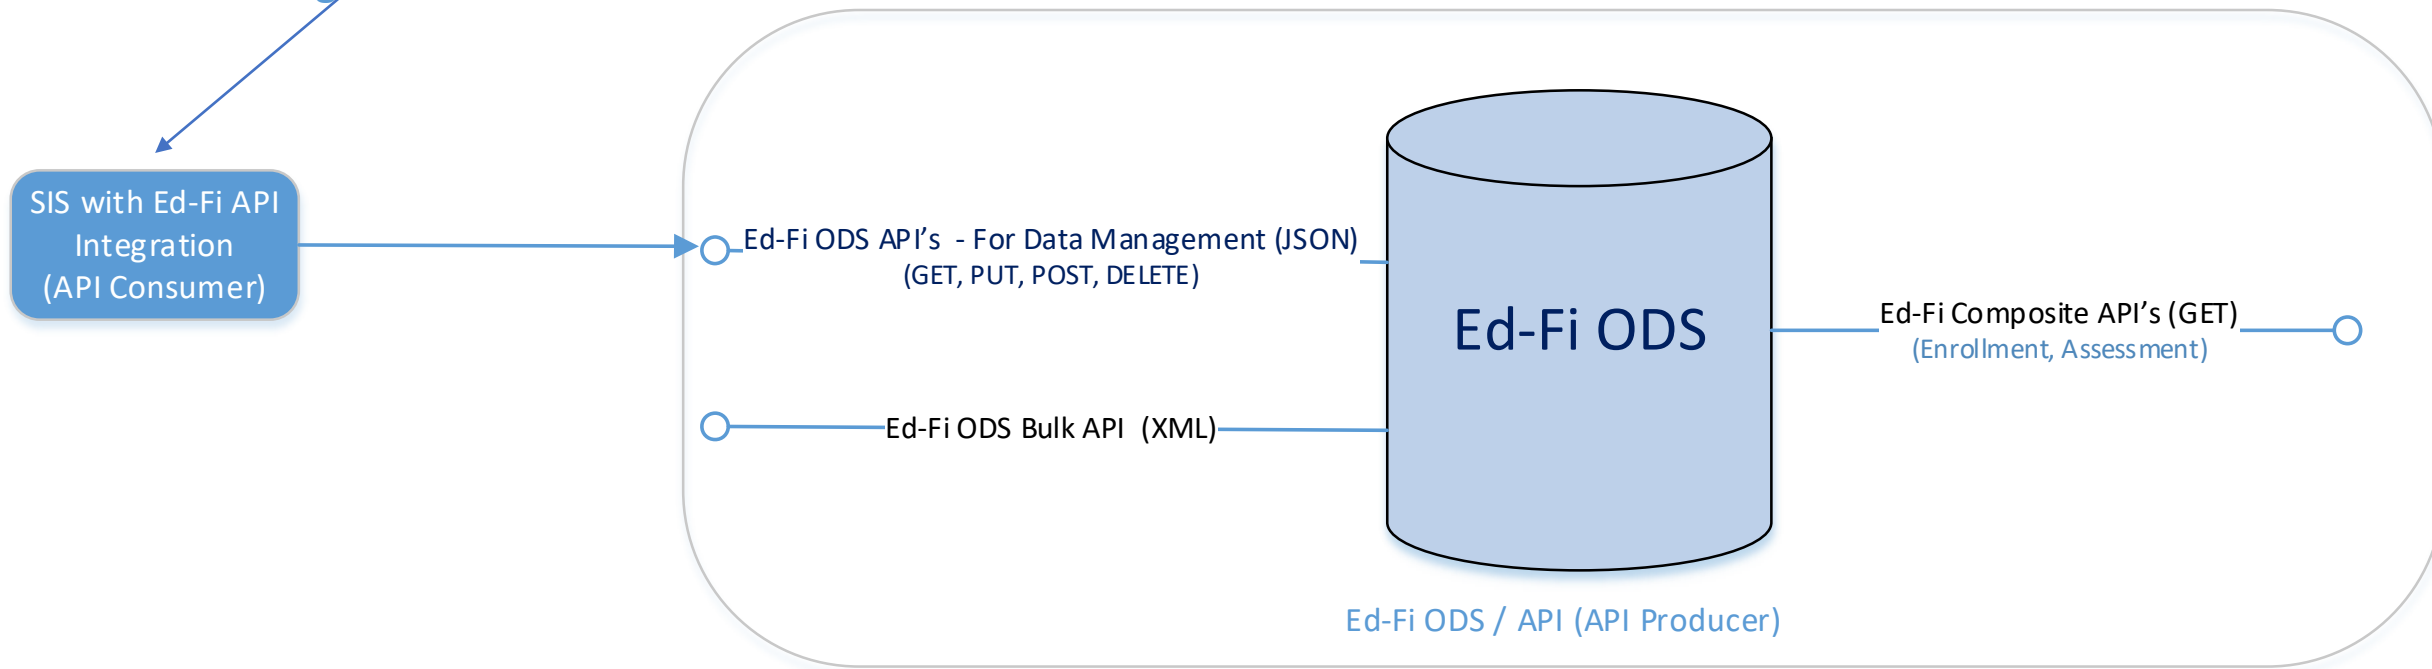 SIS with Ed-Fi API
Integration
(API Consumer)
Ed-Fi ODS API’s - For Data Management (JSON)
(GET, PUT, POST, DELETE)
Ed-Fi ODS Bulk API (XML)
Ed-Fi ODS
Ed-Fi Composite API’s (GET)
(Enrollment, Assessment)
Ed-Fi ODS / API (API Producer)